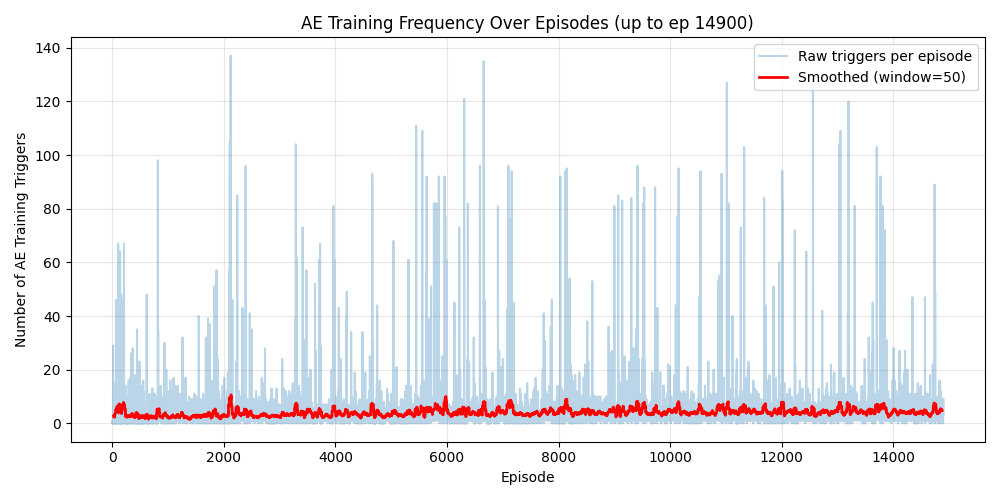 AE Training Frequency Over Episodes (up to ep 14900)
Number of AE Training Triggers
140
120
100
80
60
40
20
0
Raw triggers per episode
Smoothed (window=50)
0 2000 4000 6000 8000 10000 12000 14000
Episode